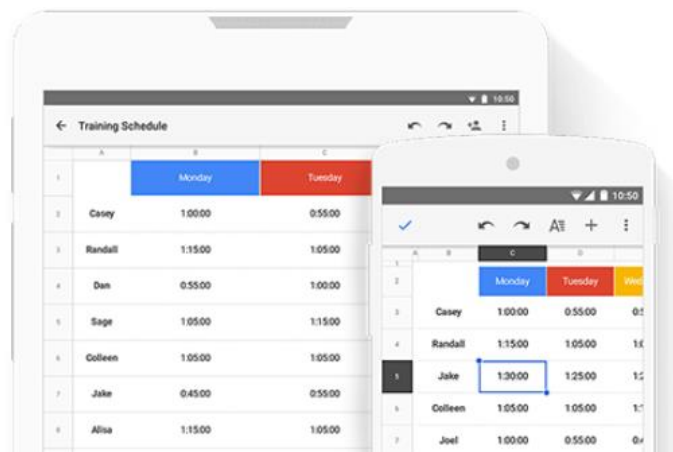 10:50
Training Schedule
A B C
1 Monday Tuesday
2 Casey 1:00:00 0:55:00
3 Randall 1:15:00 1:05:00
4 Dan 0:55:00 1:00:00
5 Sage 1:05:00 1:15:00
6 Colleen 1:05:00 1:05:00
7 Jake 0:45:00 0:55:00
8 Alisa 1:15:00 1:05:00
10:50
A
A B C D
1
2 Monday Tuesday Wed
3 Casey 1:00:00 0:55:00
4 Randall 1:15:00 1:05:00
5 Jake 1:30:00 1:25:00
6 Colleen 1:05:00 1:05:00
7 Joel 1:00:00 0:55:00